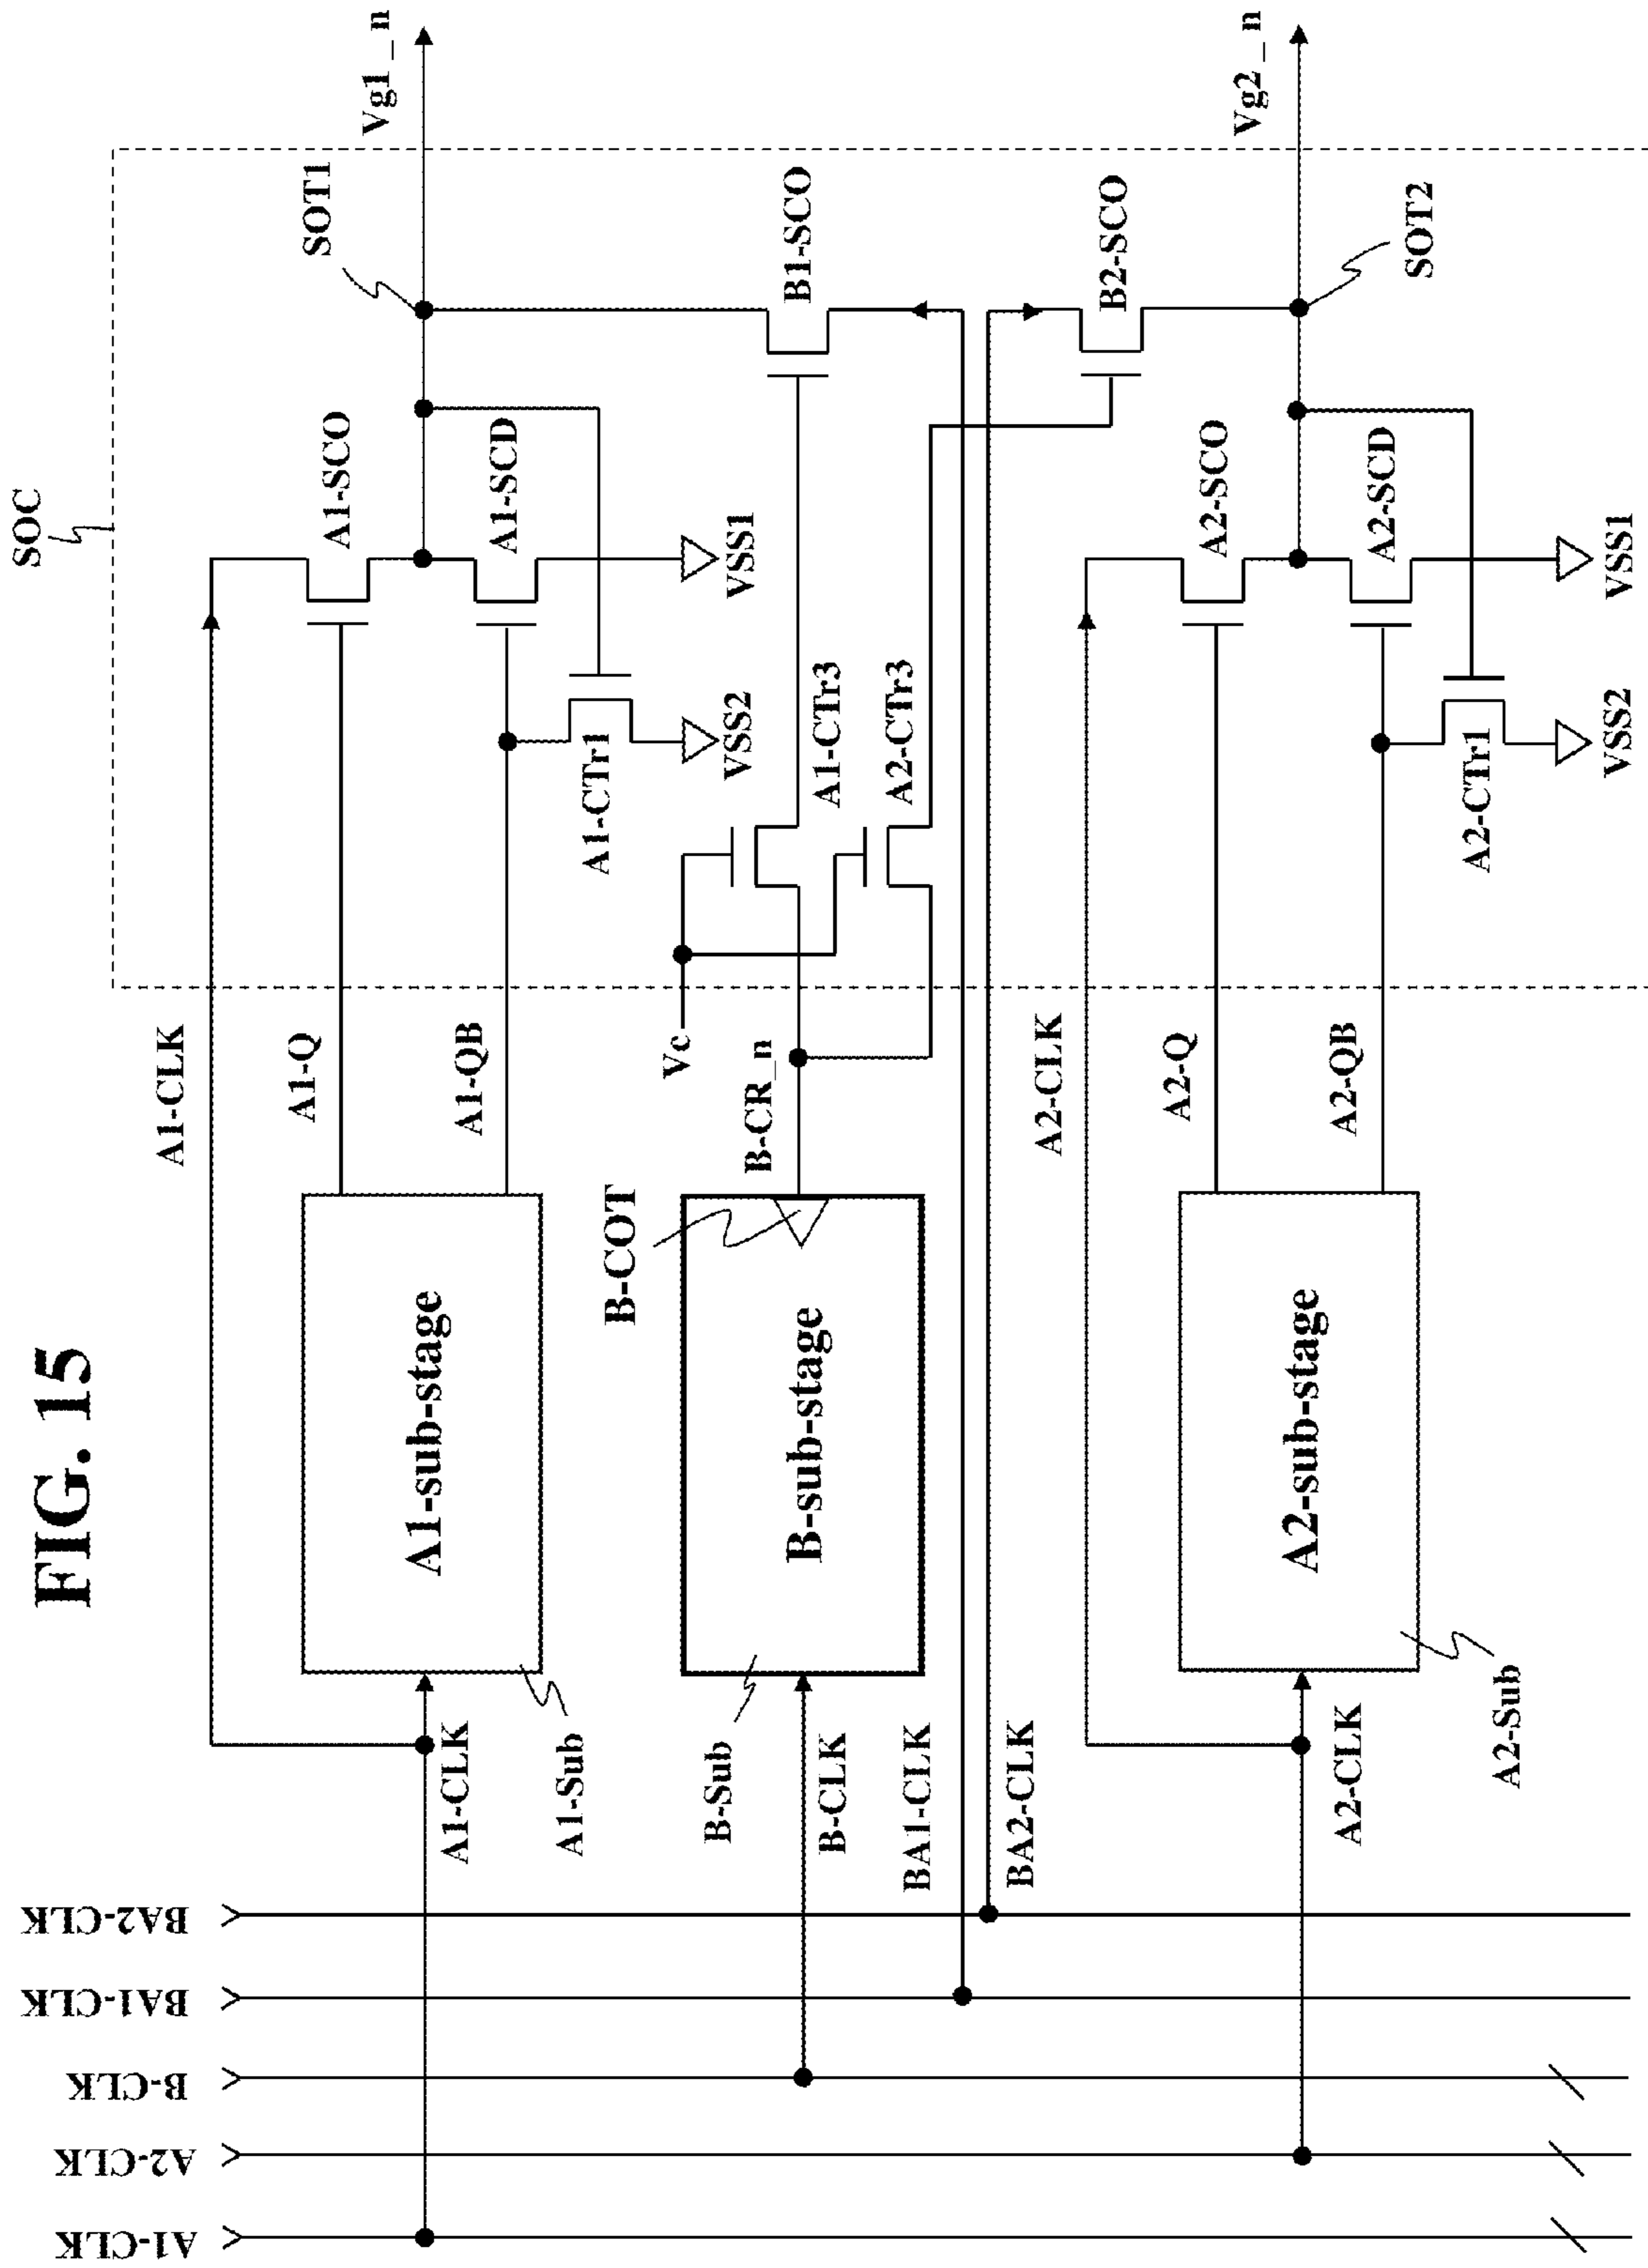 FIG. 15
SOC
A1-CLK
A2-CLK
B-CLK
BA1-CLK
BA2-CLK
A1-CLK
A1-CLK
A1-Sub
A1-sub-stage
A1-Q
A1-QB
A1-SCO
A1-SCD
A1-CTr1
VSS1
VSS2
SOT1
Vg1_n
B-CLK
B-Sub
B-sub-stage
B-COT
B-CR_n
Vc
A1-CTr3
A2-CTr3
B1-SCO
B2-SCO
BA1-CLK
BA2-CLK
A2-CLK
A2-CLK
A2-Sub
A2-sub-stage
A2-Q
A2-QB
A2-SCO
A2-SCD
A2-CTr1
VSS1
VSS2
SOT2
Vg2_n